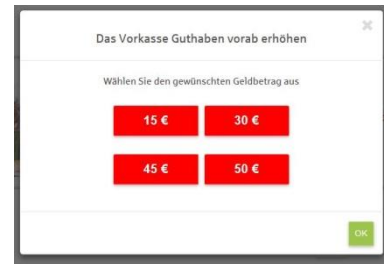 Das Vorkasse Guthaben vorab erhöhen
×
Wählen Sie den gewünschten Geldbetrag aus
15 € 30 €
45 € 50 €
OK